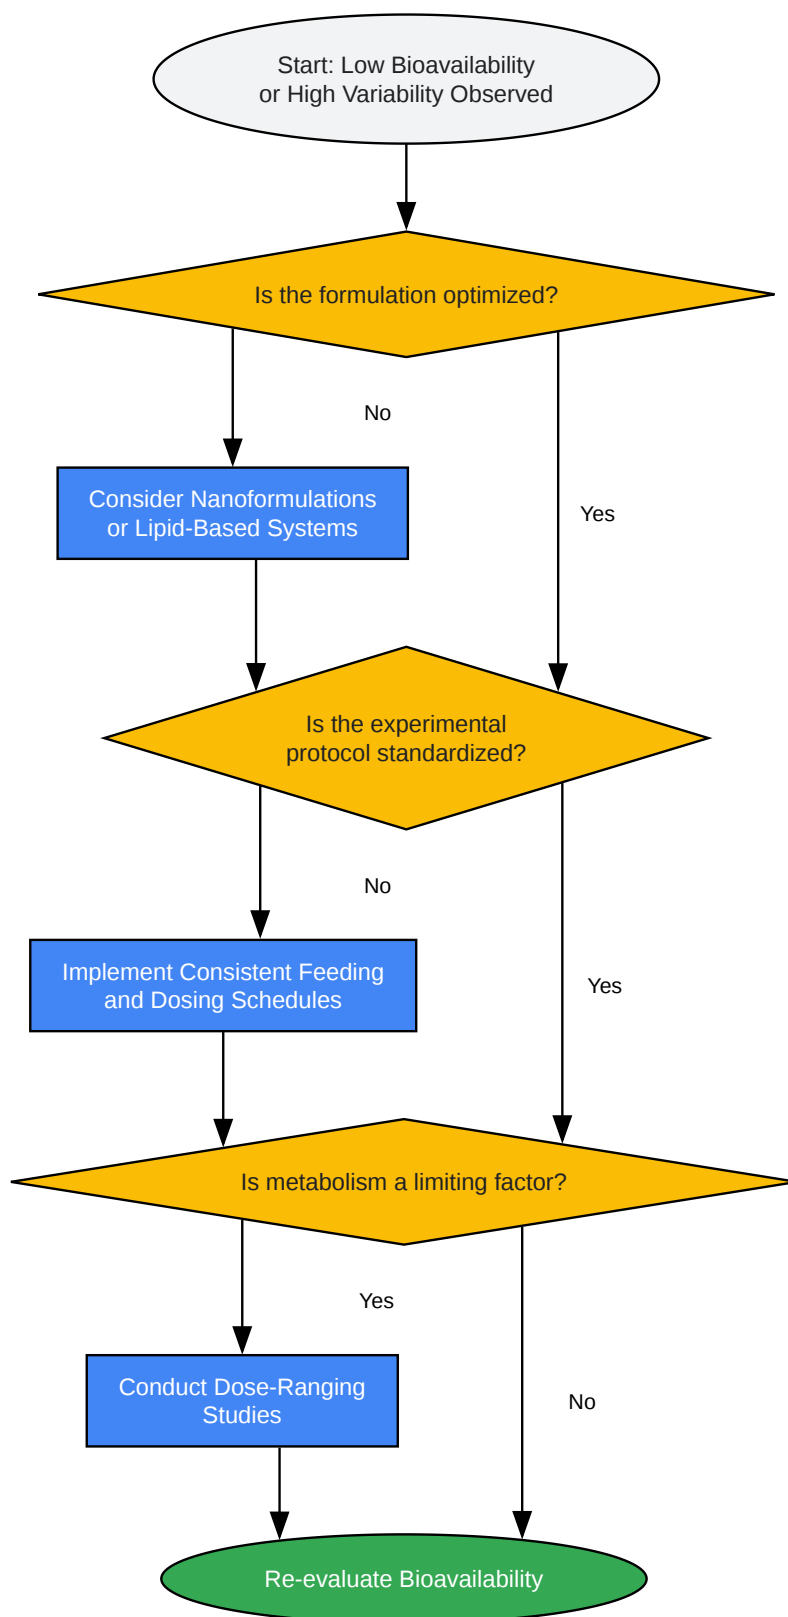 Start: Low Bioavailability
or High Variability Observed
Is the formulation optimized?
No
Consider Nanoformulations
or Lipid-Based Systems
Yes
Is the experimental
protocol standardized?
No
Implement Consistent Feeding
and Dosing Schedules
Yes
Is metabolism a limiting factor?
Yes
Conduct Dose-Ranging
Studies
No
Re-evaluate Bioavailability